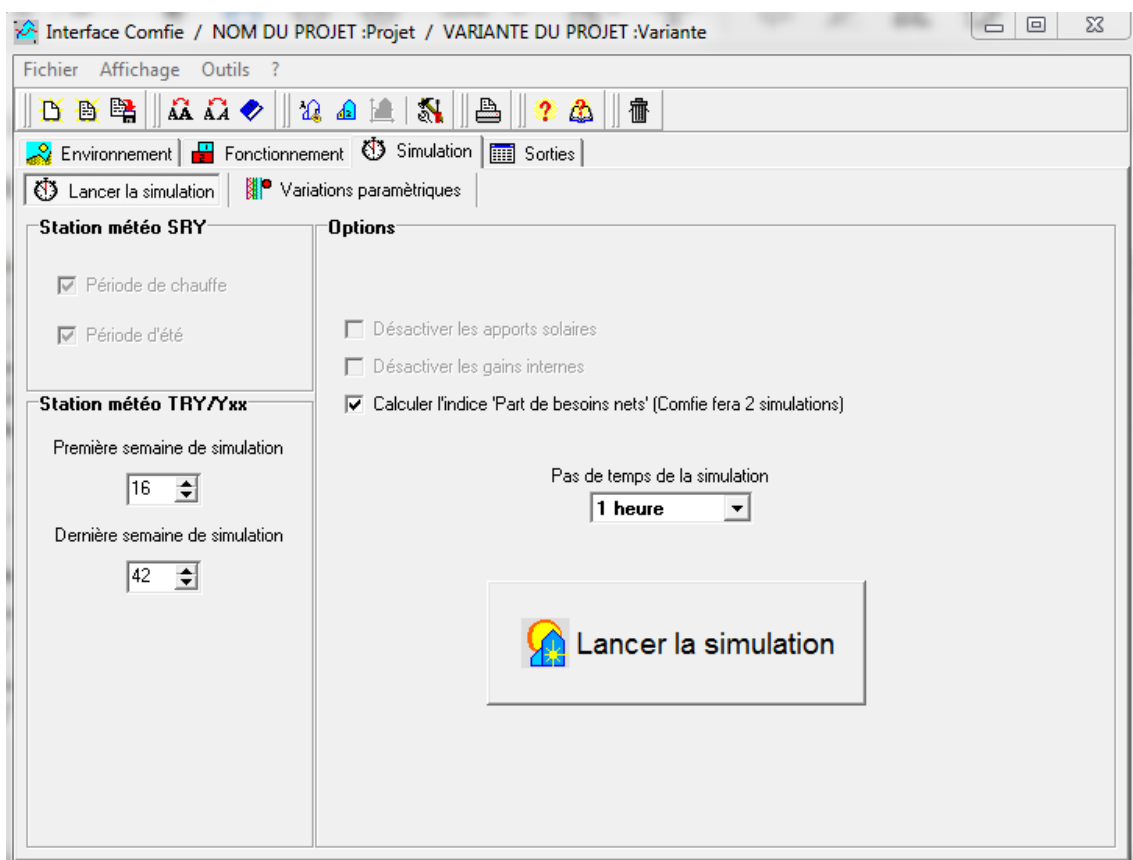 Interface Comfie / NOM DU PROJET :Projet / VARIANTE DU PROJET :Variante
Fichier Affichage Outils ?
Environnement Fonctionnement Simulation Sorties
Lancer la simulation Variations paramètriques
Station météo SRY
Période de chauffe
Période d'été
Station météo TRY/Yxx
Première semaine de simulation
16
Dernière semaine de simulation
42
Options
Désactiver les apports solaires
Désactiver les gains internes
Calculer l'indice 'Part de besoins nets' (Comfie fera 2 simulations)
Pas de temps de la simulation
1 heure
Lancer la simulation